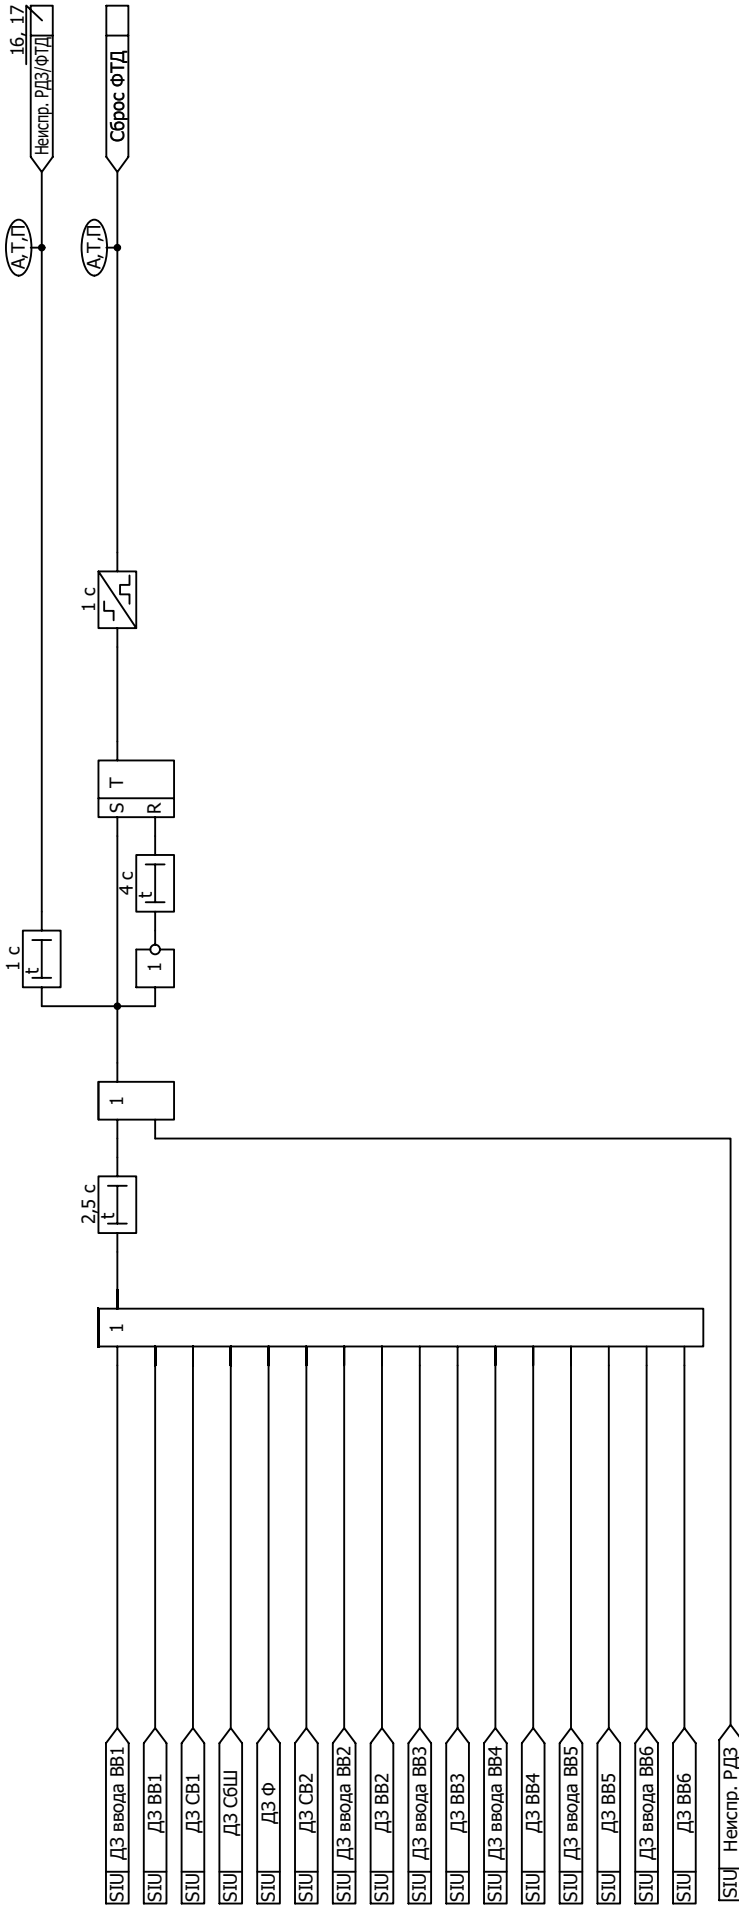 SIU ДЗ ввода ВВ1
SIU ДЗ ВВ1
SIU ДЗ СВ1
SIU ДЗ СбШ
SIU ДЗ Ф
SIU ДЗ СВ2
SIU ДЗ ввода ВВ2
SIU ДЗ ВВ2
SIU ДЗ ввода ВВ3
SIU ДЗ ВВ3
SIU ДЗ ввода ВВ4
SIU ДЗ ВВ4
SIU ДЗ ввода ВВ5
SIU ДЗ ВВ5
SIU ДЗ ввода ВВ6
SIU ДЗ ВВ6
SIU Неиспр. РДЗ
1
2,5 с
t
1
1 с
t
1
4 с
t
S T
R
1 с
А,Т,П
А,Т,П
Неиспр. РДЗ/ФТД
16, 17
Сброс ФТД